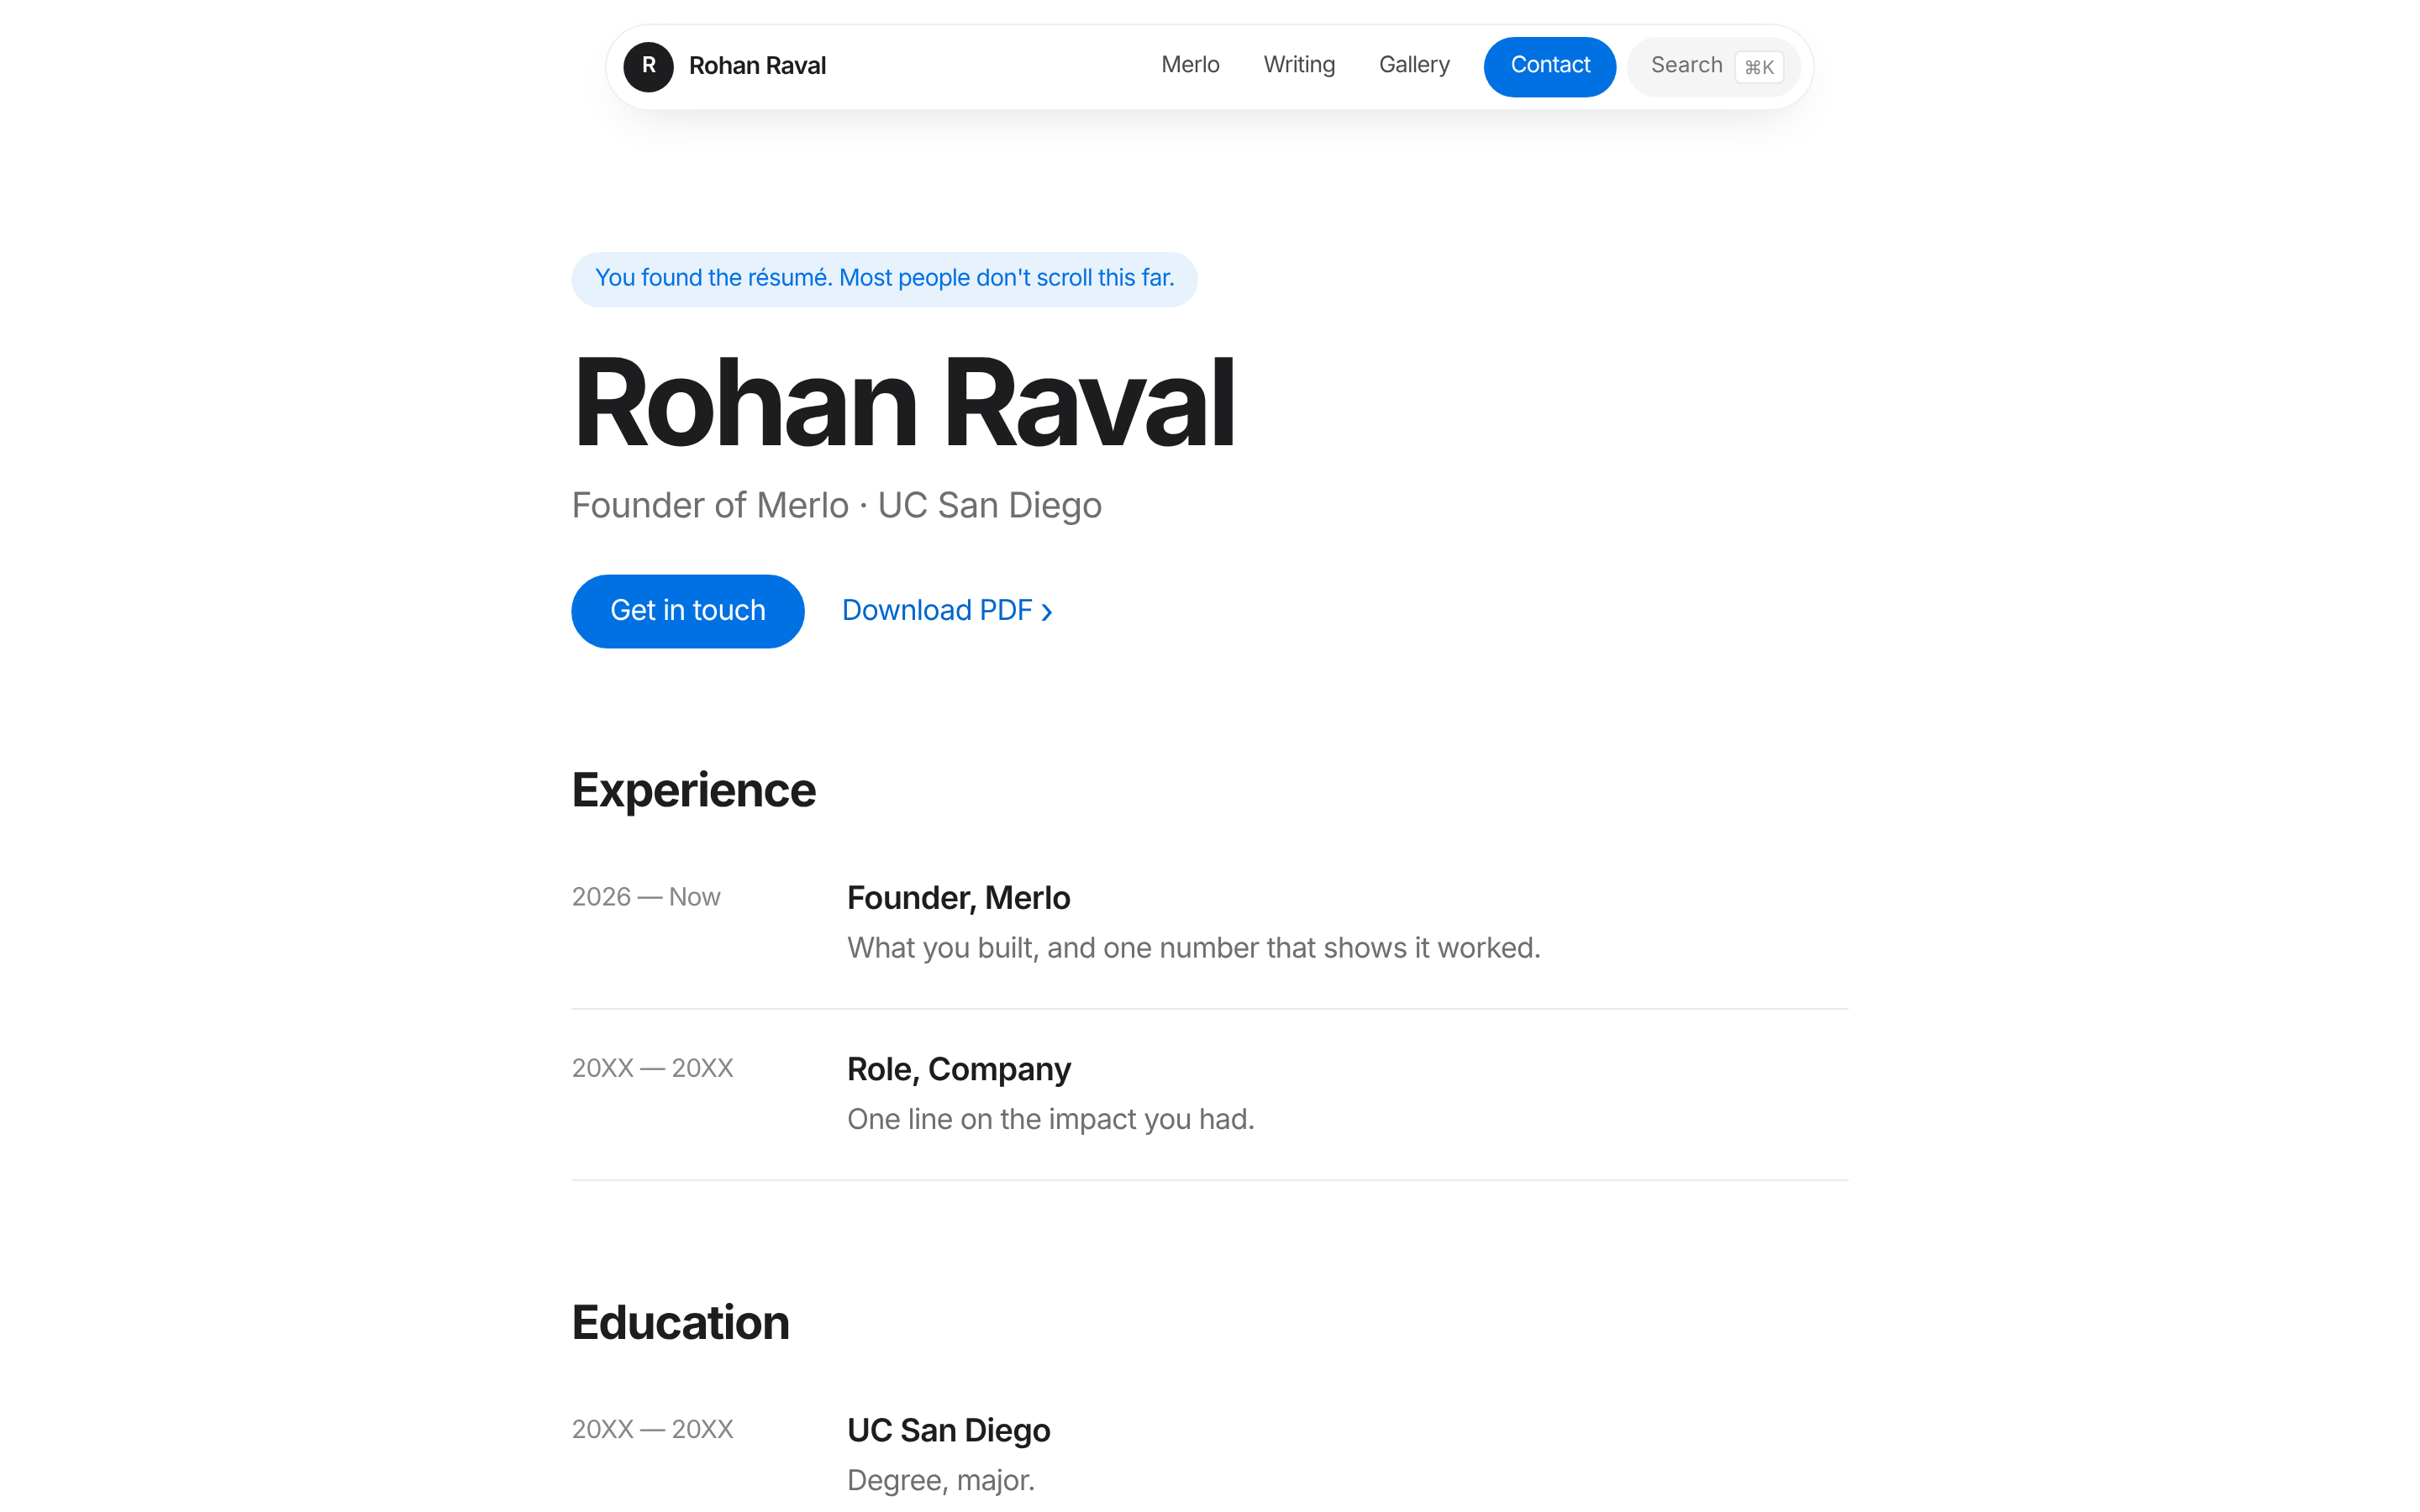 R Rohan Raval Merlo Writing Gallery Contact Search ⌘K
You found the résumé. Most people don't scroll this far.
Rohan Raval
Founder of Merlo · UC San Diego
Get in touch Download PDF ›
Experience
2026 — Now Founder, Merlo
What you built, and one number that shows it worked.
20XX — 20XX Role, Company
One line on the impact you had.
Education
20XX — 20XX UC San Diego
Degree, major.